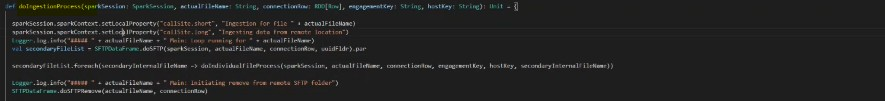 def doIngestionProcess(sparkSession: SparkSession, actualFileName: String, connectionRow: RDD[Row], engagementKey: String, hostKey: String): Unit = {
sparkSession.sparkContext.setLocalProperty("callSite.short", "Ingestion for File " + actualFileName)
sparkSession.sparkContext.setLocalProperty("callSite.long", "Ingesting data from remote location")
Logger.log.info("##### " + actualFileName + " Main: Loop running for " + actualFileName)
val secondaryFileList = SFTPDataFrame.doSFTP(sparkSession, actualFileName, connectionRow, uuidFldr).par
secondaryFileList.foreach(secondaryInternalFileName => doIndividualFileProcess(sparkSession, actualFileName, connectionRow, engagementKey, hostKey, secondaryInternalFileName))
Logger.log.info("##### " + actualFileName + " Main: initiating remove from remote SFTP folder")
SFTPDataFrame.doSFTPRemove(actualFileName, connectionRow)